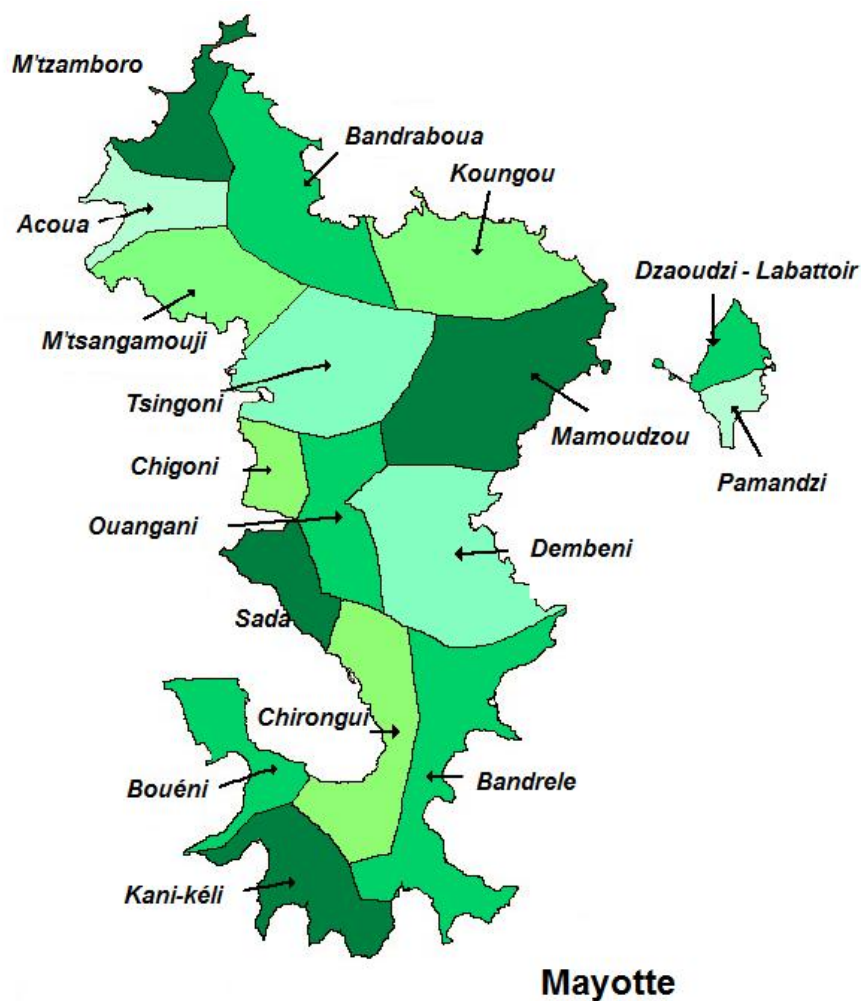 M'tzamboro
Bandraboua
Koungou
Acoua
Dzaoudzi - Labattoir
M'tsangamouji
Tsingoni
Mamoudzou
Chigoni
Pamandzi
Ouangani
Dembeni
Sada
Chirongui
Bouéni
Bandrele
Kani-kéli
Mayotte